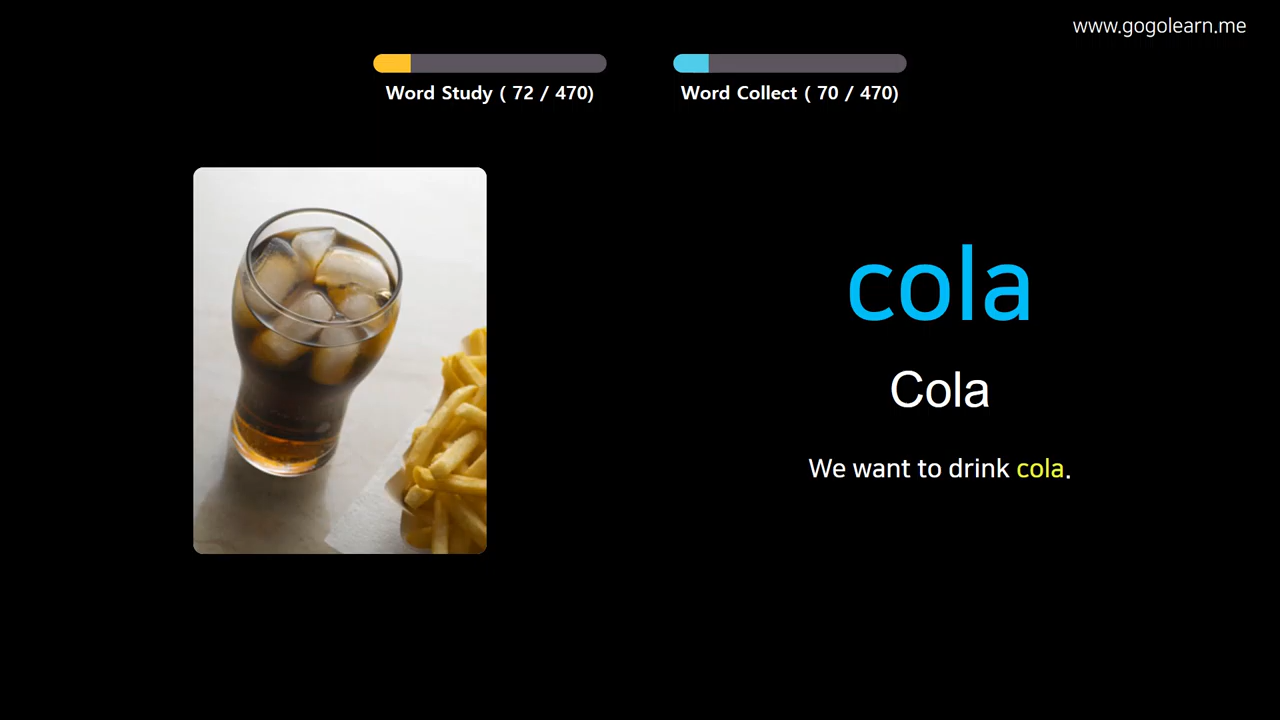 www.gogolearn.me
Word Study ( 72 / 470)
Word Collect ( 70 / 470)
cola
Cola
We want to drink cola.